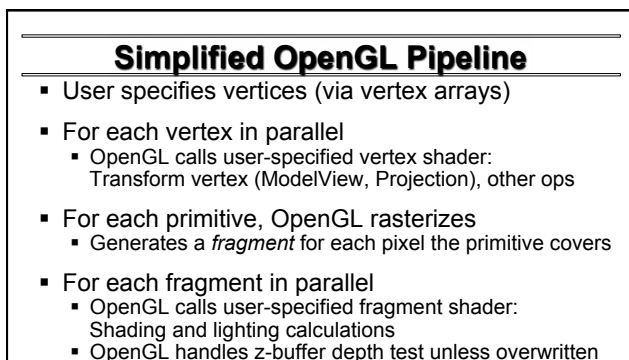 Simplified OpenGL Pipeline
▪ User specifies vertices (via vertex arrays)
▪ For each vertex in parallel
▪ OpenGL calls user-specified vertex shader:
Transform vertex (ModelView, Projection), other ops
▪ For each primitive, OpenGL rasterizes
▪ Generates a fragment for each pixel the primitive covers
▪ For each fragment in parallel
▪ OpenGL calls user-specified fragment shader:
Shading and lighting calculations
▪ OpenGL handles z-buffer depth test unless overwritten